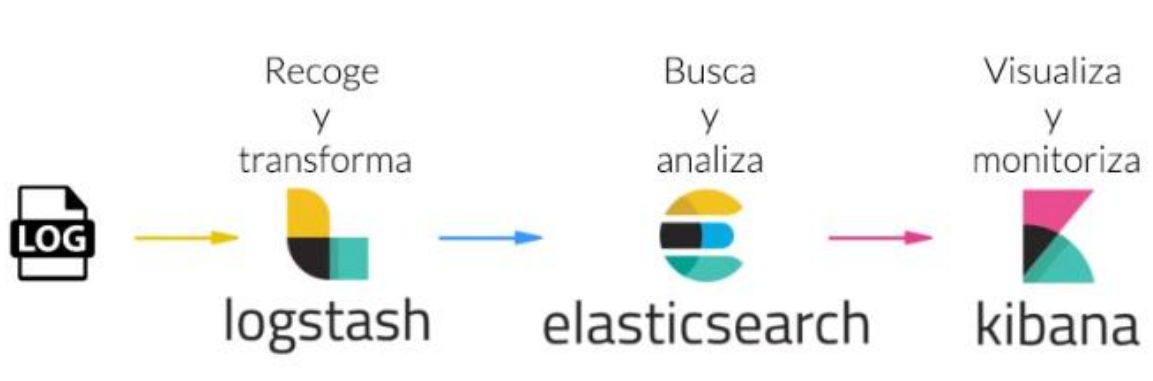 Recoge
y
transforma
Busca
y
analiza
Visualiza
y
monitoriza
LOG
logstash
elasticsearch
kibana